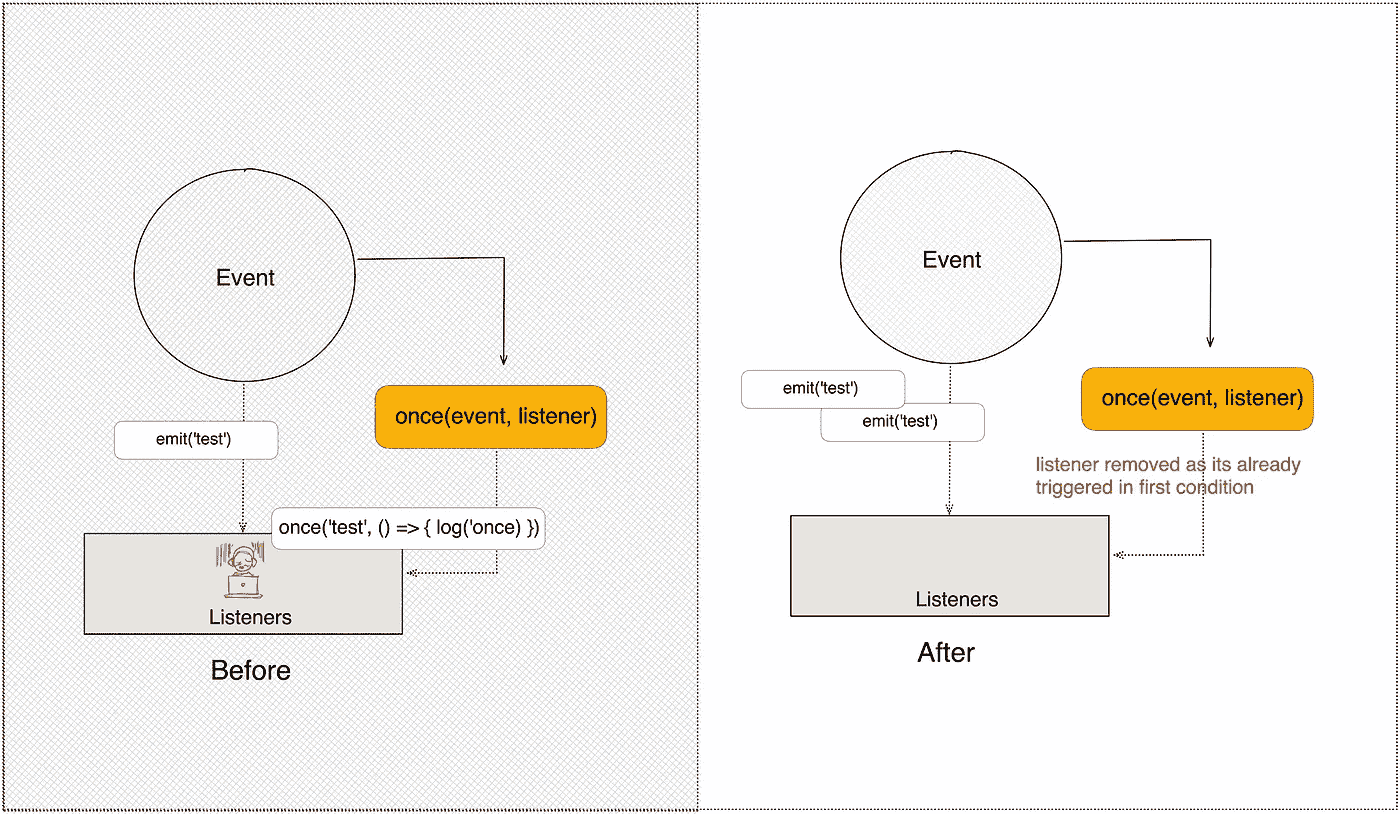 Event
emit('test')
once(event, listener)
once('test', () => { log('once) })
Listeners
Before
Event
emit('test')
emit('test')
once(event, listener)
listener removed as its already
triggered in first condition
Listeners
After